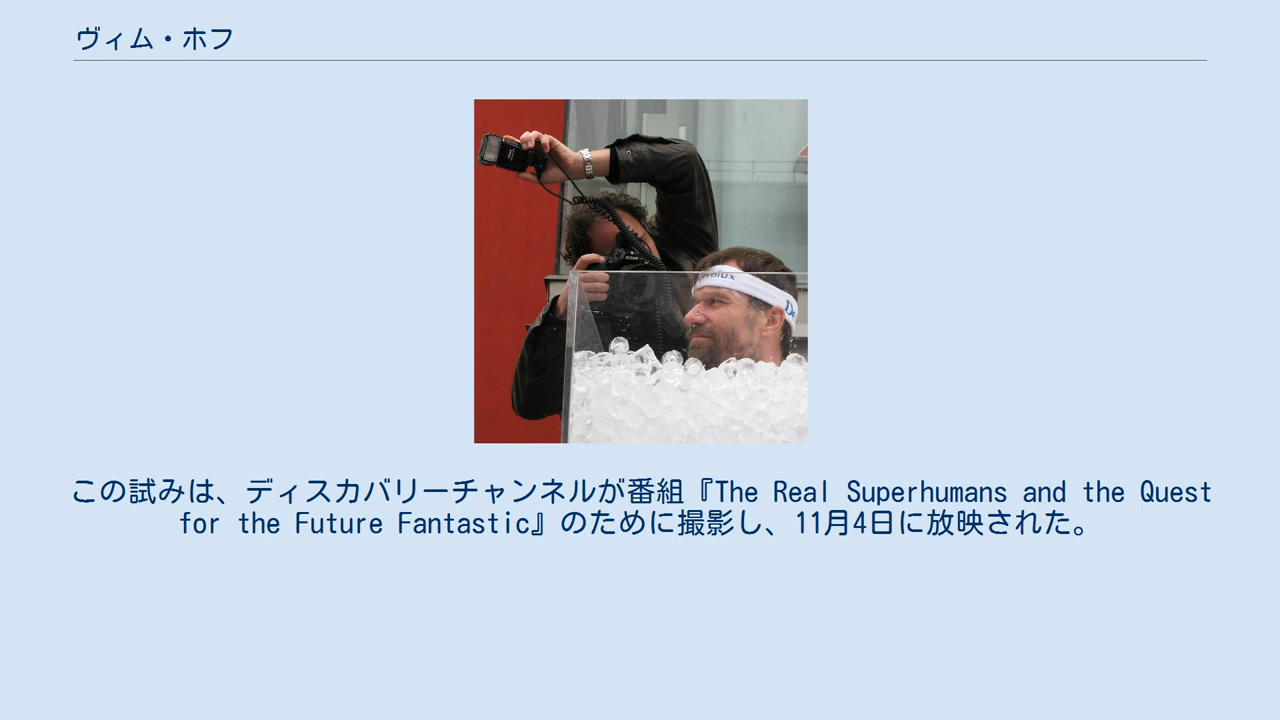 ヴィム・ホフ
この試みは、ディスカバリーチャンネルが番組『The Real Superhumans and the Quest
for the Future Fantastic』のために撮影し、11月4日に放映された。